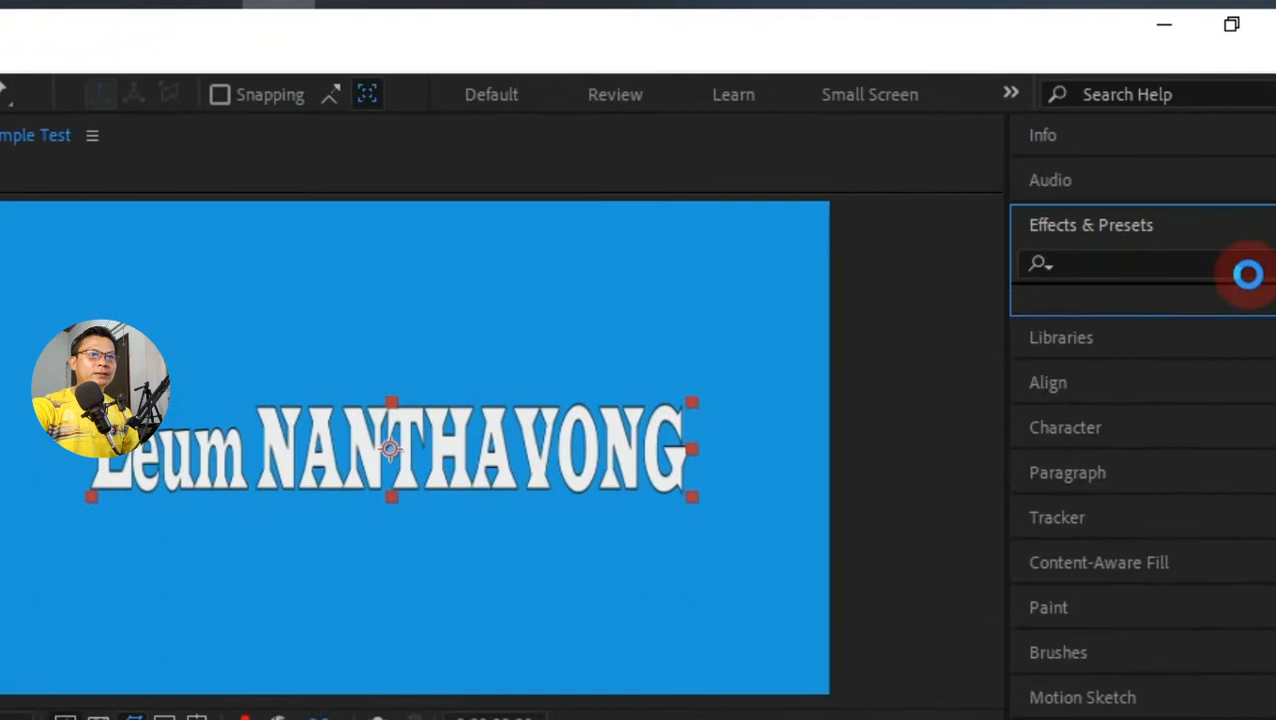 Snapping
Default
Review
Learn
Small Screen
Search Help
mple Test
Info
Audio
Effects & Presets
Libraries
Align
Character
Paragraph
Tracker
Content-Aware Fill
Paint
Brushes
Motion Sketch
Leum NANTHAVONG